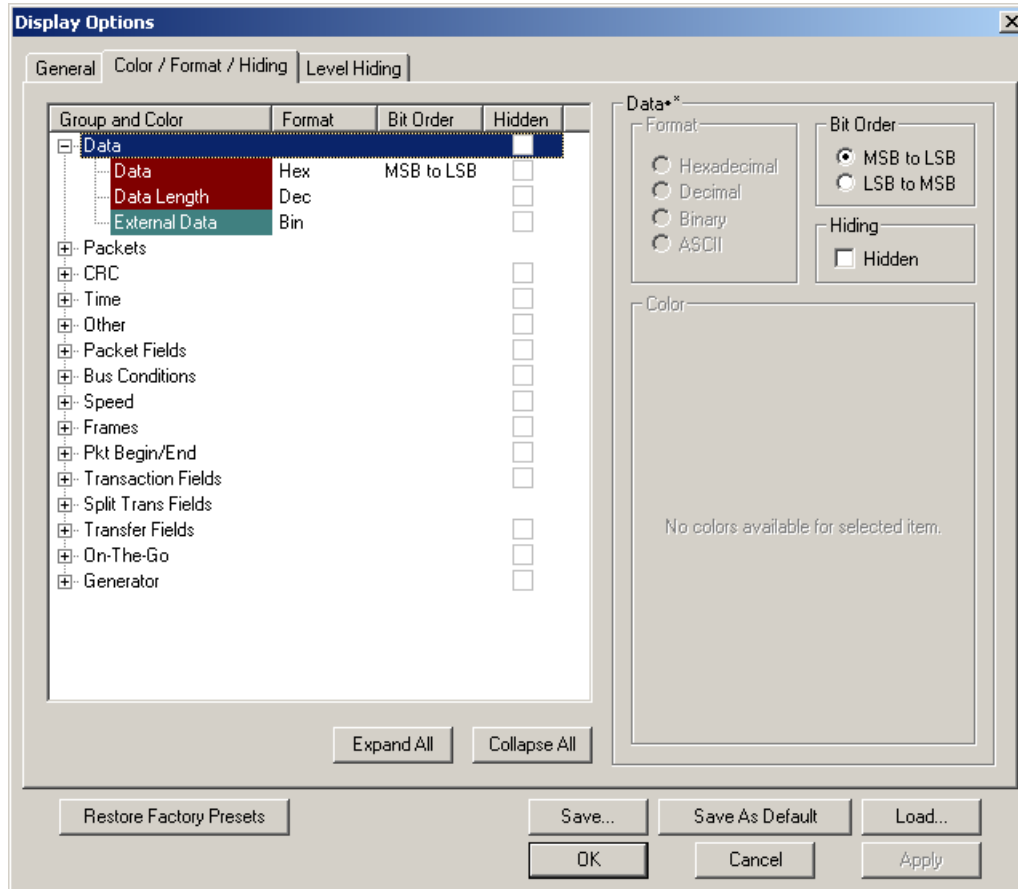 Display Options
General Color / Format / Hiding Level Hiding
Group and Color Format Bit Order Hidden
Data
Data Hex MSB to LSB
Data Length Dec
External Data Bin
Packets
CRC
Time
Other
Packet Fields
Bus Conditions
Speed
Frames
Pkt Begin/End
Transaction Fields
Split Trans Fields
Transfer Fields
On-The-Go
Generator
Expand All Collapse All
Data•*
Format
Hexadecimal
Decimal
Binary
ASCII
Bit Order
MSB to LSB
LSB to MSB
Hiding
Hidden
Color
No colors available for selected item.
Restore Factory Presets Save... Save As Default Load...
OK Cancel Apply